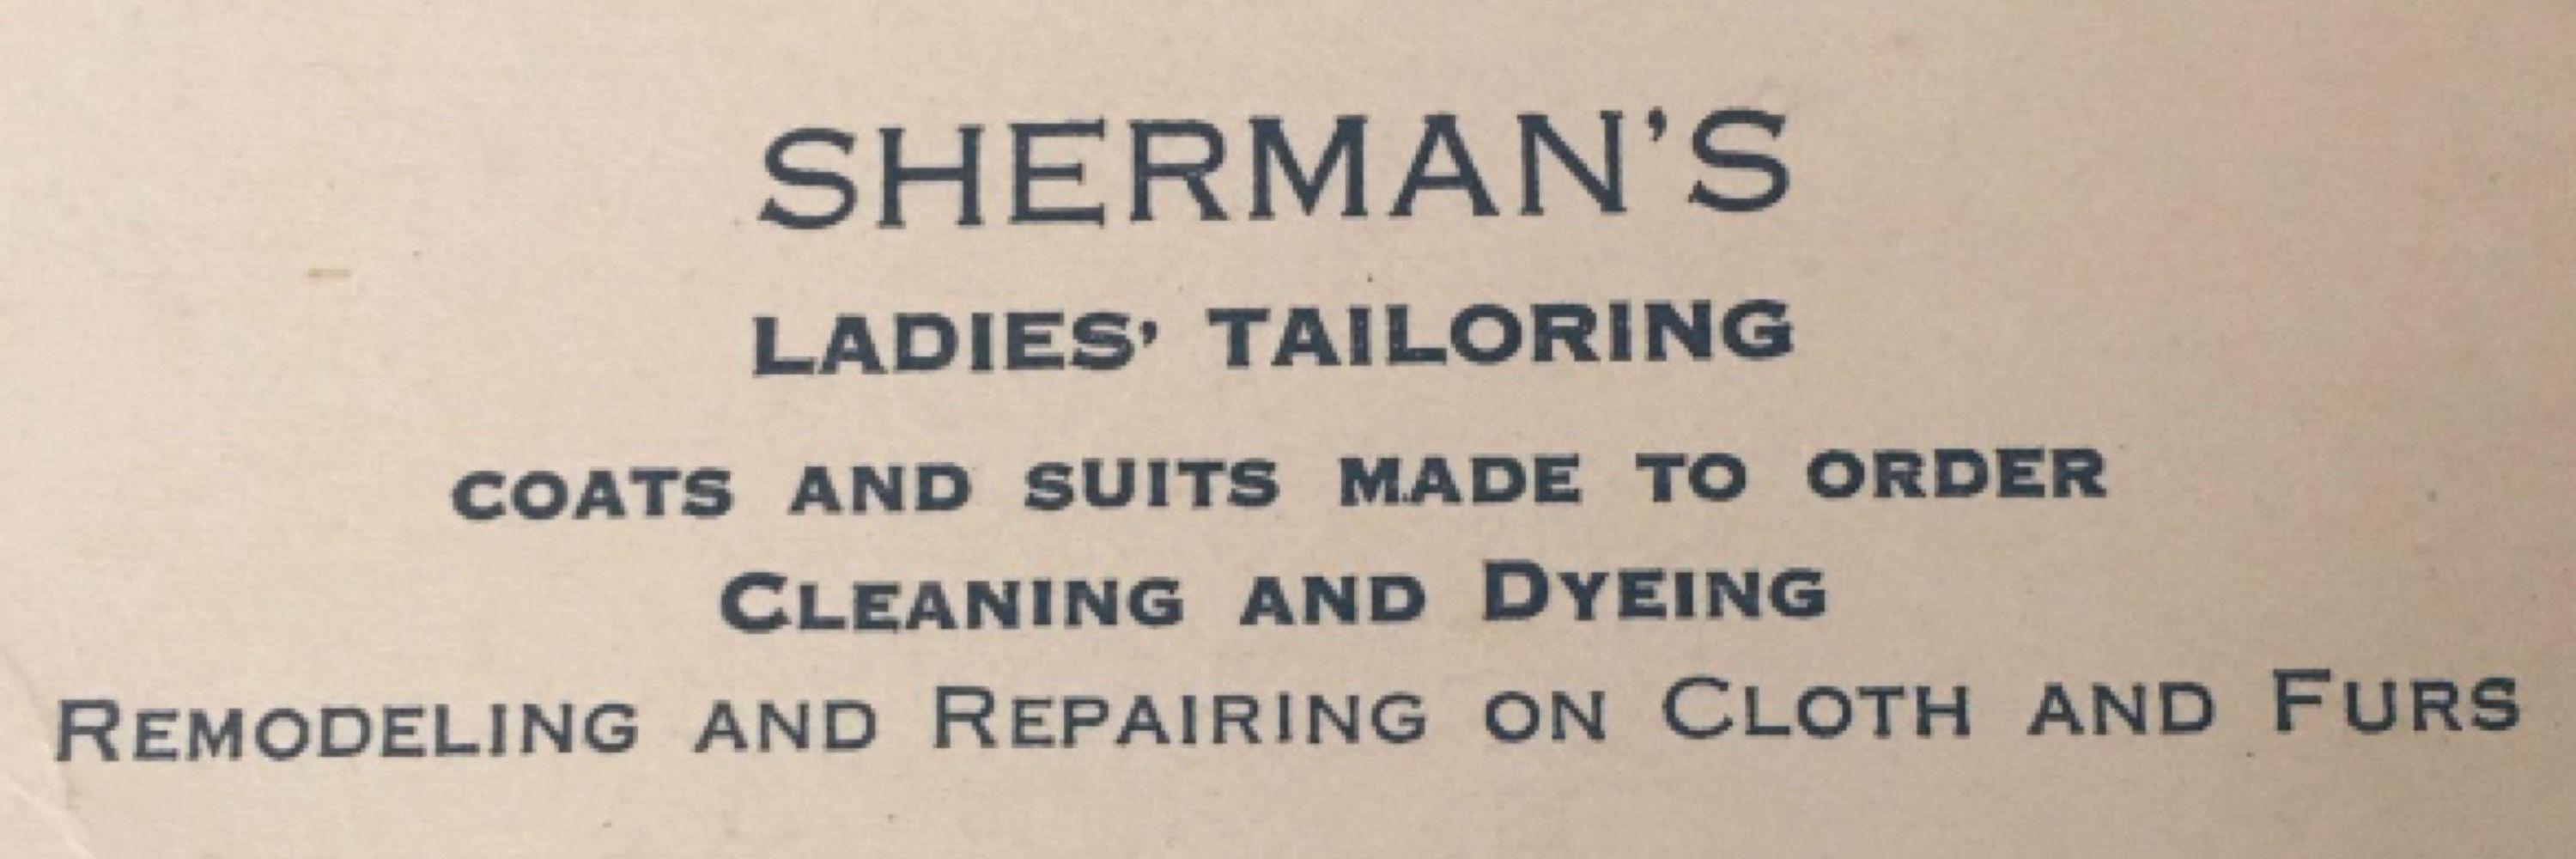 SHERMAN'S
LADIES' TAILORING
COATS AND SUITS MADE TO ORDER
CLEANING AND DYEING
REMODELING AND REPAIRING ON CLOTH AND FURS